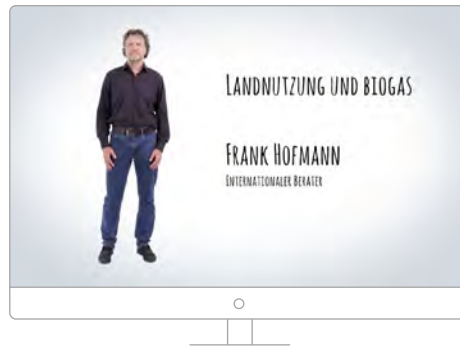 LANDNUTZUNG UND BIOGAS
FRANK HOFMANN
INTERNATIONALER BERATER